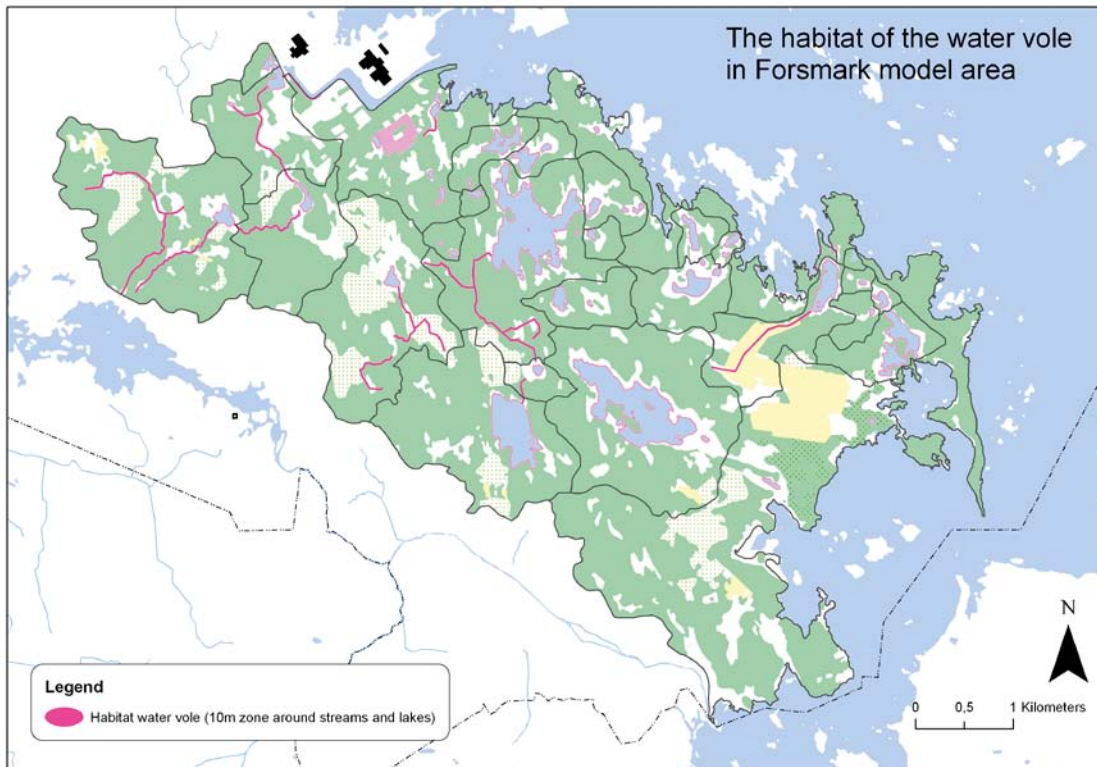 The habitat of the water vole
in Forsmark model area
N
0 0,5 1 Kilometers
Legend
Habitat water vole (10m zone around streams and lakes)